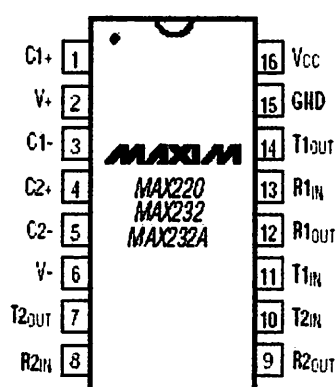 C1+ 1 16 VCC
V+ 2 15 GND
C1- 3 14 T1OUT
MAXIM
C2+ 4 MAX220 13 R1IN
MAX232
C2- 5 MAX232A 12 R1OUT
V- 6 11 T1IN
T2OUT 7 10 T2IN
R2IN 8 9 R2OUT